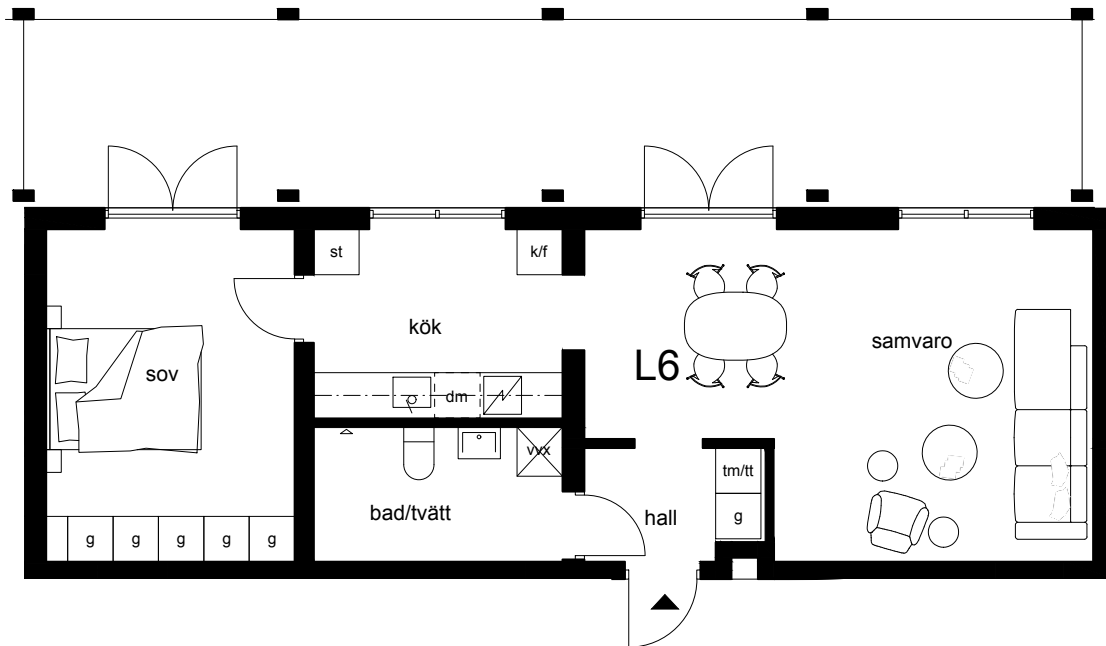 st
k/f
kök
samvaro
L6
sov
dm
vvx
tm/tt
bad/tvätt
hall
g
g
g
g
g
g